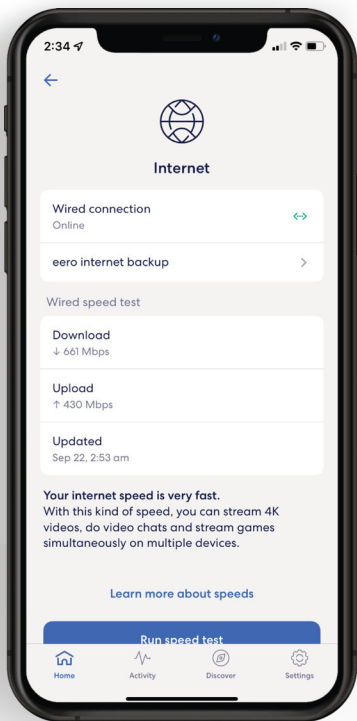 2:34
Internet
Wired connection
Online
eero internet backup
Wired speed test
Download
↓ 661 Mbps
Upload
↑ 430 Mbps
Updated
Sep 22, 2:53 am
Your internet speed is very fast.
With this kind of speed, you can stream 4K
videos, do video chats and stream games
simultaneously on multiple devices.
Learn more about speeds
Run speed test
Home Activity Discover Settings